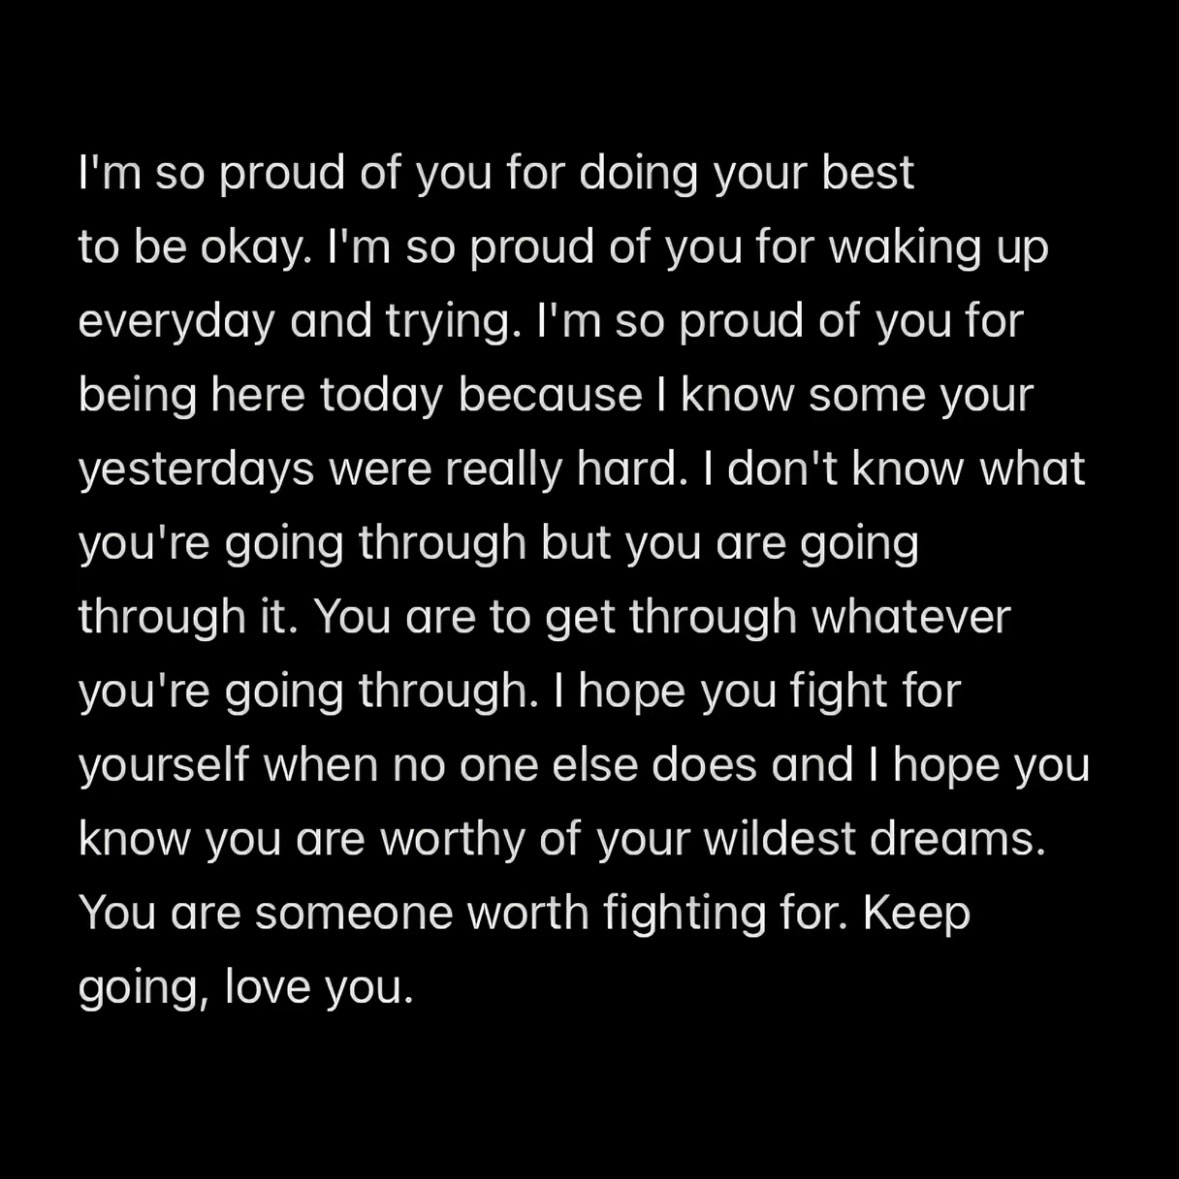 I'm so proud of you for doing your best
to be okay. I'm so proud of you for waking up
everyday and trying. I'm so proud of you for
being here today because I know some your
yesterdays were really hard. I don't know what
you're going through but you are going
through it. You are to get through whatever
you're going through. I hope you fight for
yourself when no one else does and I hope you
know you are worthy of your wildest dreams.
You are someone worth fighting for. Keep
going, love you.